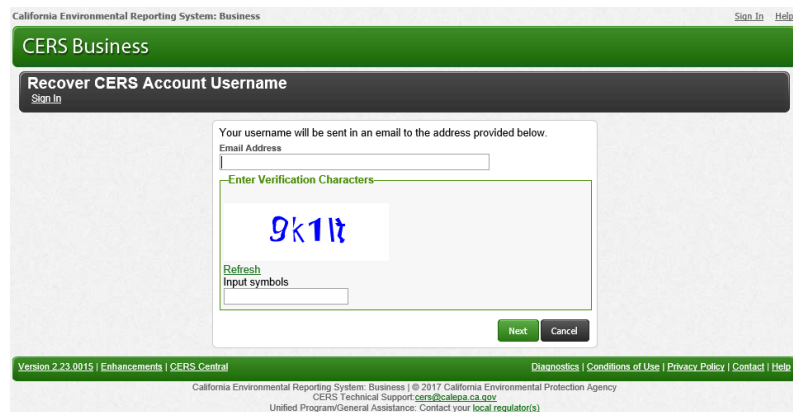 California Environmental Reporting System: Business
Sign In Help
CERS Business
Recover CERS Account Username
Sign In
Your username will be sent in an email to the address provided below.
Email Address
Enter Verification Characters
Refresh
Input symbols
Next Cancel
Version 2.23.0015 | Enhancements | CERS Central
Diagnostics | Conditions of Use | Privacy Policy | Contact | Help
California Environmental Reporting System: Business | © 2017 California Environmental Protection Agency
CERS Technical Support: cers@calepa.ca.gov
Unified Program/General Assistance: Contact your local regulator(s)